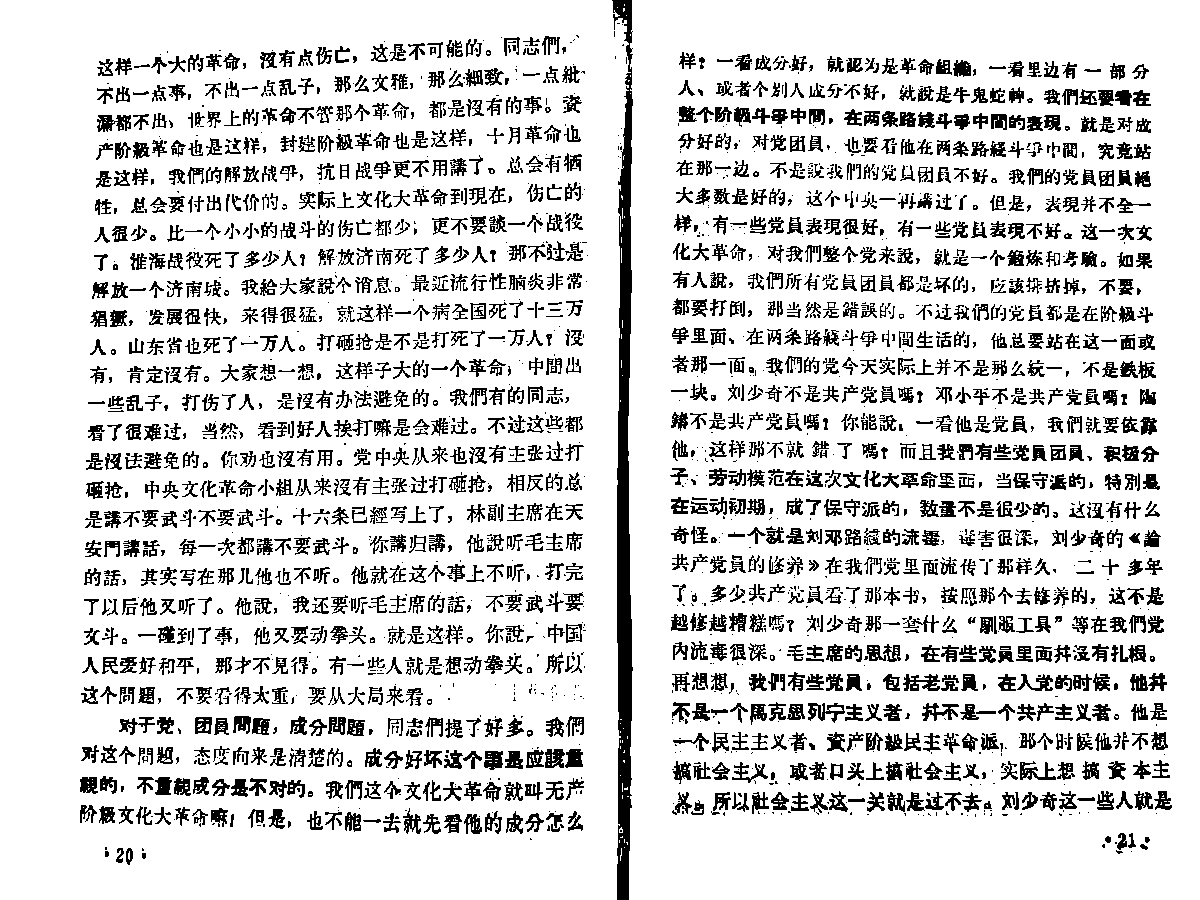 这样一个大的革命，沒有点伤亡，这是不可能的。同志們，
不出一点事，不出一点乱子，那么文雅，那么細致，一点紕
漏都不出，世界上的革命不管那个革命，都是沒有的事。资
产阶級革命也是这样，封建阶級革命也是这样，十月革命也
是这样，我們的解放战爭，抗日战爭更不用講了。总会有牺
牲，总会要付出代价的。实际上文化大革命到現在，伤亡的
人很少。比一个小小的战斗的伤亡都少；更不要談一个战役
了。淮海战役死了多少人？解放济南死了多少人？那不过是
解放一个济南城。我給大家說个消息。最近流行性脑炎非常
猖獗，发展很快，来得很猛，就这样一个病全国死了十三万
人。山东省也死了一万人。打砸抢是不是打死了一万人？沒
有，肯定沒有。大家想一想，这样子大的一个革命，中間出
一些乱子，打伤了人，是沒有办法避免的。我們有的同志，
看了很难过，当然，看到好人挨打嘛是会难过。不过这些都
是沒法避免的。你劝也沒有用。党中央从来也沒有主张过打
砸抢，中央文化革命小組从来沒有主张过打砸抢，相反的总
是講不要武斗不要武斗。十六条已經写上了，林副主席在天
安門講話，每一次都講不要武斗。你講归講，他說听毛主席
的話，其实写在那儿他也不听。他就在这个事上不听，打完
了以后他又听了。他說，我还要听毛主席的話，不要武斗要
文斗。一碰到了事，他又要动拳头。就是这样。你說，中国
人民爱好和平，那才不見得。有一些人就是想动拳头。所以
这个問題，不要看得太重，要从大局来看。
对于党、团員問題，成分問題，同志們提了好多。我們
对这个問題，态度向来是清楚的。成分好坏这个事是应該重
視的，不重視成分是不对的。我們这个文化大革命就叫无产
阶級文化大革命嘛！但是，也不能一去就先看他的成分怎么
·20·
样？一看成分好，就認为是革命組織，一看里边有一部分
人、或者个别人成分不好，就說是牛鬼蛇神。我們还要看在
整个阶級斗爭中間，在两条路綫斗爭中間的表現。就是对成
分好的，对党团員，也要看他在两条路綫斗爭中間，究竟站
在那一边。不是說我們的党員团員不好。我們的党員团員絕
大多数是好的，这个中央一再講过了。但是，表現并不全一
样，有一些党員表現很好，有一些党員表現不好。这一次文
化大革命，对我們整个党来說，就是一个鍛炼和考驗。如果
有人說，我們所有党員团員都是坏的，应該排挤掉，不要，
都要打倒，那当然是錯誤的。不过我們的党員都是在阶級斗
爭里面、在两条路綫斗爭中間生活的，他总要站在这一面或
者那一面。我們的党今天实际上并不是那么統一，不是鉄板
一块。刘少奇不是共产党員嗎？邓小平不是共产党員嗎？陶
鑄不是共产党員嗎？你能說，一看他是党員，我們就要依靠
他，这样那不就错了嗎？而且我們有些党員团員、积极分
子、劳动模范在这次文化大革命里面，当保守派的，特別是
在运动初期，成了保守派的，数量不是很少的。这沒有什么
奇怪。一个就是刘邓路綫的流毒，毒害很深，刘少奇的《論
共产党員的修养》在我們党里面流传了那样久，二十多年
了。多少共产党員看了那本书，按照那个去修养的，这不是
越修越糟糕嗎？刘少奇那一套什么“馴服工具”等在我們党
内流毒很深。毛主席的思想，在有些党員里面并沒有扎根。
再想想，我們有些党員，包括老党員，在入党的时候，他并
不是一个馬克思列宁主义者，并不是一个共产主义者。他是
一个民主主义者、資产阶級民主革命派，那个时候他并不想
搞社会主义，或者口头上搞社会主义，实际上想搞資本主
义。所以社会主义这一关就是过不去。刘少奇这一些人就是
·21·